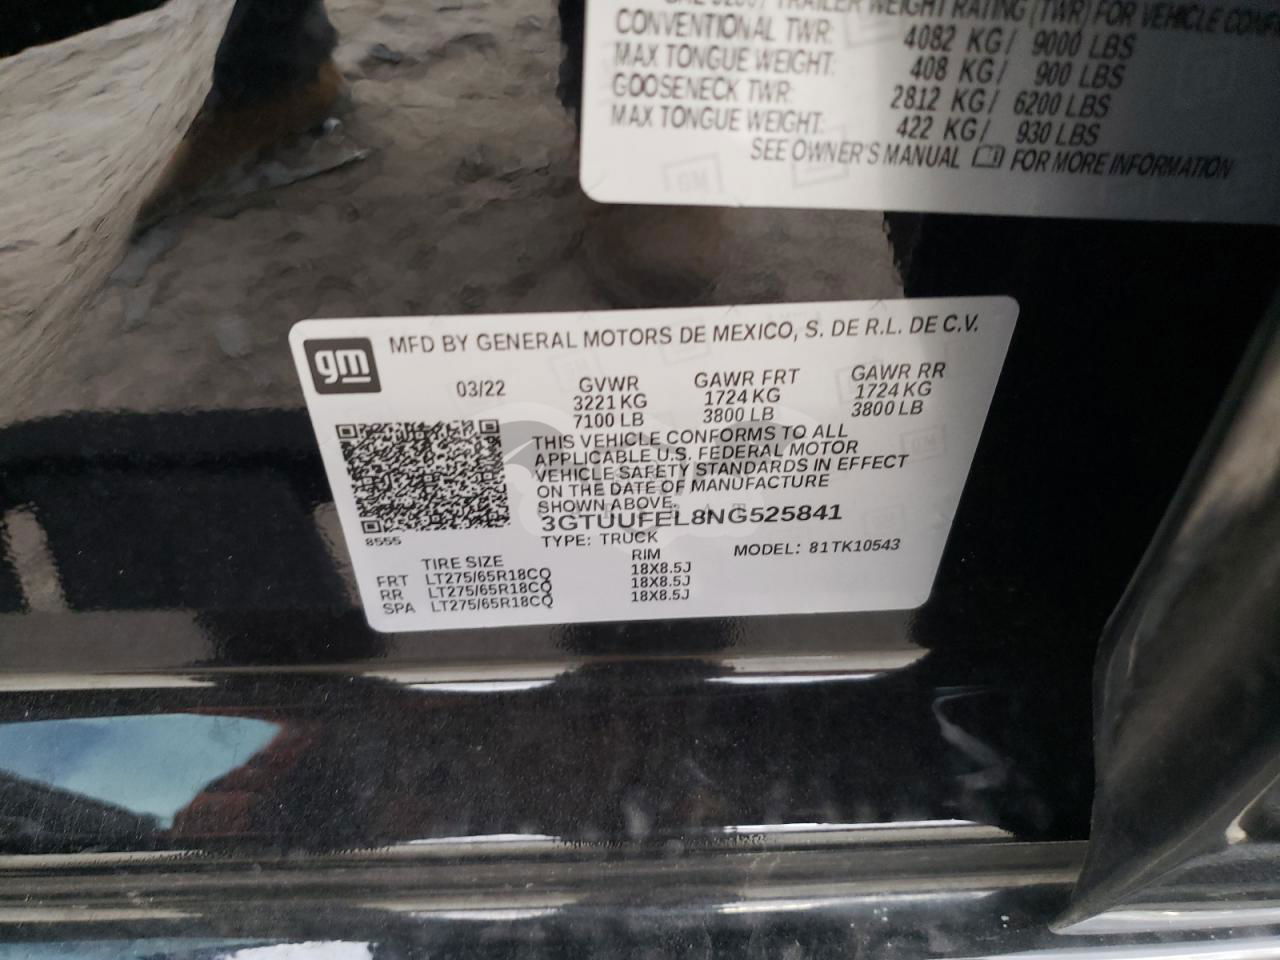 TRAILER WEIGHT RATING (TWR) FOR VEHICLE
CONVENTIONAL TWR: 4082 KG/ 9000 LBS
MAX TONGUE WEIGHT: 408 KG/ 900 LBS
GOOSENECK TWR: 2812 KG/ 6200 LBS
MAX TONGUE WEIGHT: 422 KG/ 930 LBS
SEE OWNER'S MANUAL FOR MORE INFORMATION
GM
gm
MFD BY GENERAL MOTORS DE MEXICO, S. DE R.L. DE C.V.
03/22 GVWR GAWR FRT GAWR RR
3221 KG 1724 KG 1724 KG
7100 LB 3800 LB 3800 LB
THIS VEHICLE CONFORMS TO ALL
APPLICABLE U.S. FEDERAL MOTOR
VEHICLE SAFETY STANDARDS IN EFFECT
ON THE DATE OF MANUFACTURE
SHOWN ABOVE.
3GTUUFEL8NG525841
8555
TYPE: TRUCK MODEL: 81TK10543
TIRE SIZE RIM
FRT LT275/65R18CQ 18X8.5J
RR LT275/65R18CQ 18X8.5J
SPA LT275/65R18CQ 18X8.5J